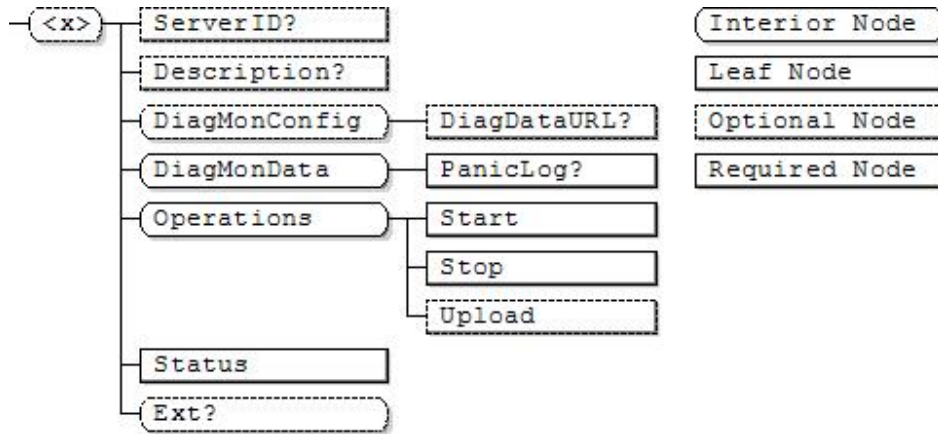 <x> ServerID? Interior Node
Description? Leaf Node
DiagMonConfig DiagDataURL? Optional Node
DiagMonData PanicLog? Required Node
Operations Start
Stop
Upload
Status
Ext?